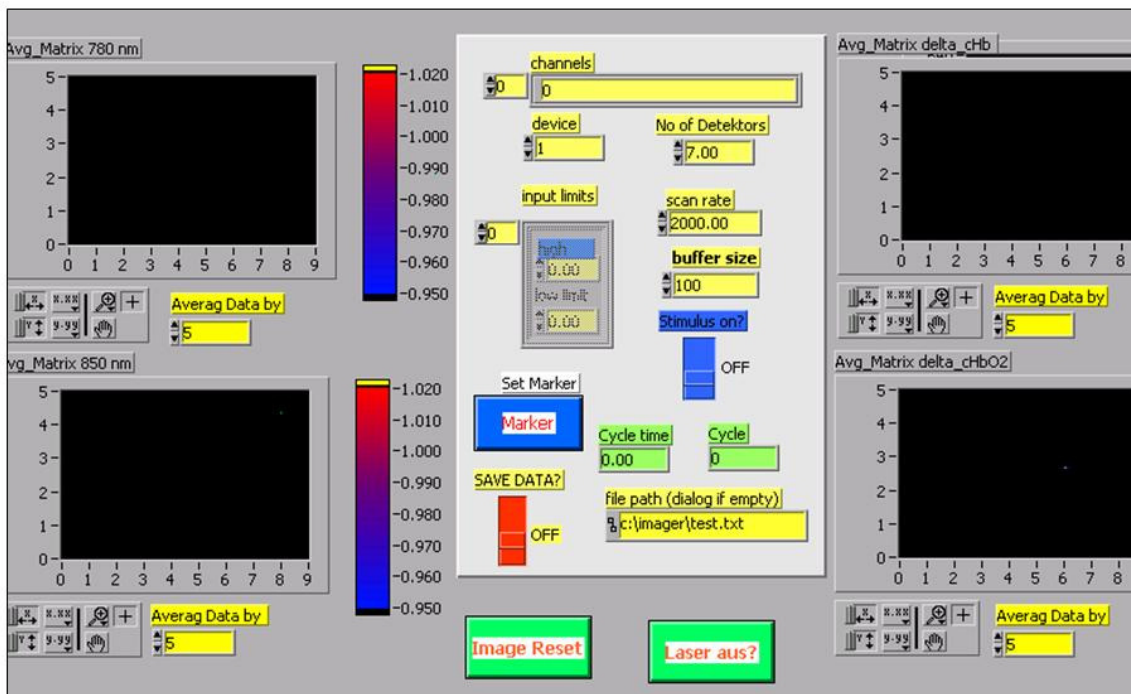 Avg_Matrix 780 nm
5
4
3
2
1
0
0 1 2 3 4 5 6 7 8 9
x.xx
y.yy
Averag Data by
5
1.020
1.010
1.000
0.990
0.980
0.970
0.960
0.950
vg_Matrix 850 nm
5
4
3
2
1
0
0 1 2 3 4 5 6 7 8 9
x.xx
y.yy
Averag Data by
5
1.020
1.010
1.000
0.990
0.980
0.970
0.960
0.950
channels
0
0
device
1
No of Detektors
7.00
input limits
0
high
0.00
low limit
0.00
scan rate
2000.00
buffer size
100
Stimulus on?
OFF
Set Marker
Marker
Cycle time
0.00
Cycle
0
SAVE DATA?
OFF
file path (dialog if empty)
c:\imager\test.txt
Image Reset
Laser aus?
Avg_Matrix delta_cHb
5
4
3
2
1
0
0 1 2 3 4 5 6 7 8
x.xx
y.yy
Averag Data by
5
Avg_Matrix delta_cHbO2
5
4
3
2
1
0
0 1 2 3 4 5 6 7 8
x.xx
y.yy
Averag Data by
5